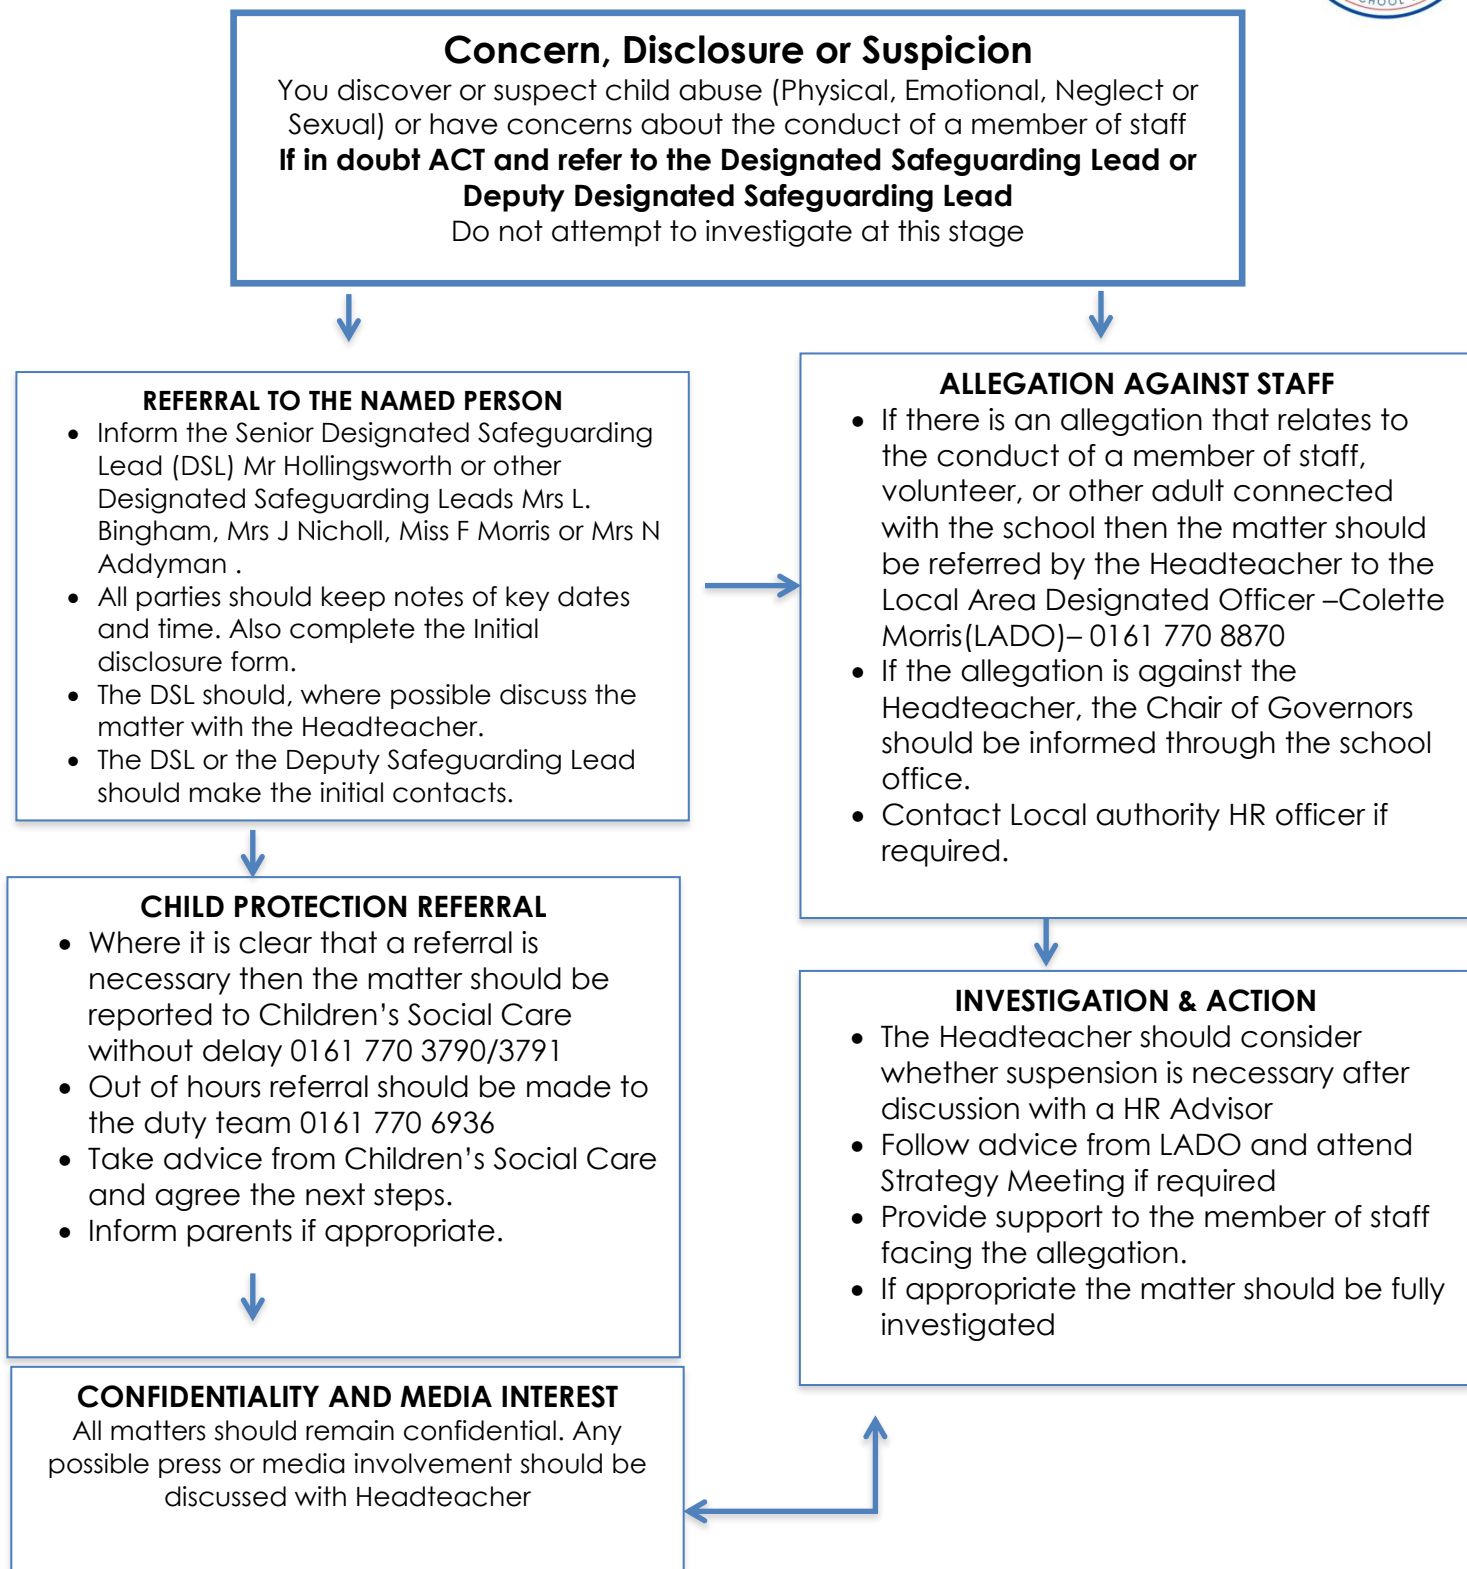 SCHOOL
Concern, Disclosure or Suspicion
You discover or suspect child abuse (Physical, Emotional, Neglect or
Sexual) or have concerns about the conduct of a member of staff
If in doubt ACT and refer to the Designated Safeguarding Lead or
Deputy Designated Safeguarding Lead
Do not attempt to investigate at this stage
REFERRAL TO THE NAMED PERSON
• Inform the Senior Designated Safeguarding
Lead (DSL) Mr Hollingsworth or other
Designated Safeguarding Leads Mrs L.
Bingham, Mrs J Nicholl, Miss F Morris or Mrs N
Addyman .
• All parties should keep notes of key dates
and time. Also complete the Initial
disclosure form.
• The DSL should, where possible discuss the
matter with the Headteacher.
• The DSL or the Deputy Safeguarding Lead
should make the initial contacts.
ALLEGATION AGAINST STAFF
• If there is an allegation that relates to
the conduct of a member of staff,
volunteer, or other adult connected
with the school then the matter should
be referred by the Headteacher to the
Local Area Designated Officer –Colette
Morris(LADO)– 0161 770 8870
• If the allegation is against the
Headteacher, the Chair of Governors
should be informed through the school
office.
• Contact Local authority HR officer if
required.
CHILD PROTECTION REFERRAL
• Where it is clear that a referral is
necessary then the matter should be
reported to Children’s Social Care
without delay 0161 770 3790/3791
• Out of hours referral should be made to
the duty team 0161 770 6936
• Take advice from Children’s Social Care
and agree the next steps.
• Inform parents if appropriate.
INVESTIGATION & ACTION
• The Headteacher should consider
whether suspension is necessary after
discussion with a HR Advisor
• Follow advice from LADO and attend
Strategy Meeting if required
• Provide support to the member of staff
facing the allegation.
• If appropriate the matter should be fully
investigated
CONFIDENTIALITY AND MEDIA INTEREST
All matters should remain confidential. Any
possible press or media involvement should be
discussed with Headteacher